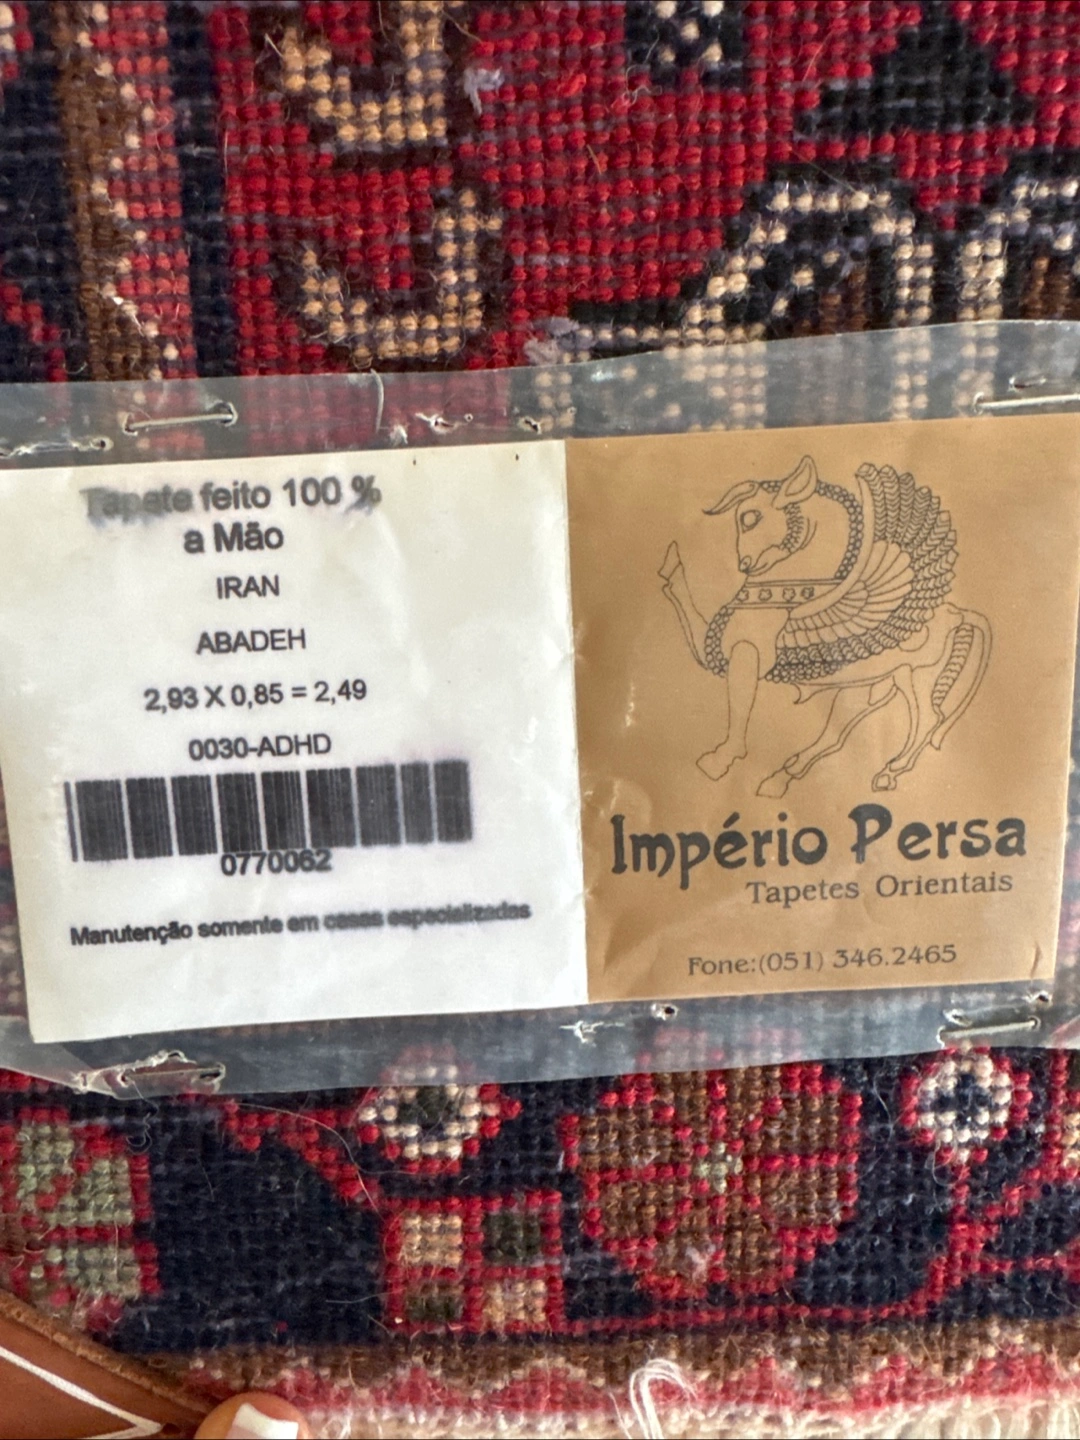 Tapete feito 100 %
a Mão
IRAN
ABADEH
2,93 X 0,85 = 2,49
0030-ADHD
0770062
Manutenção somente em casas especializadas
Império Persa
Tapetes Orientais
Fone:(051) 346.2465